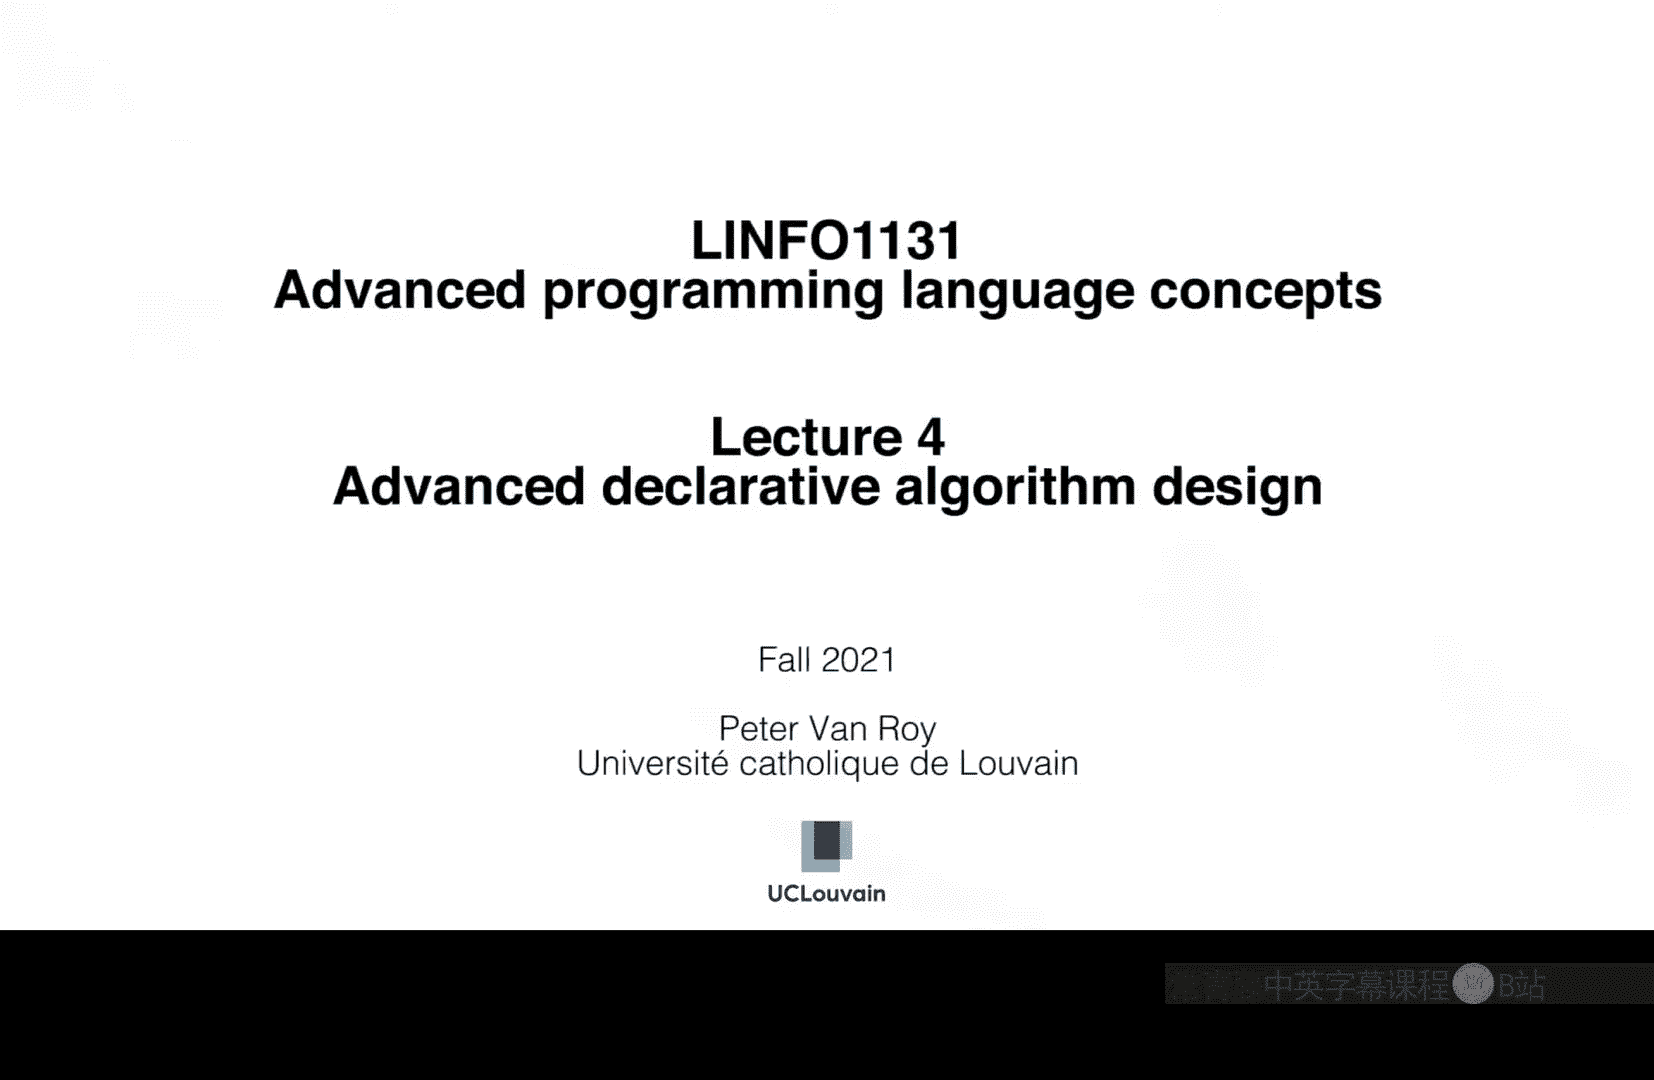 LINFO1131
Advanced programming language concepts
Lecture 4
Advanced declarative algorithm design
Fall 2021
Peter Van Roy
Université catholique de Louvain
UCLouvain
中英字幕课程 B站